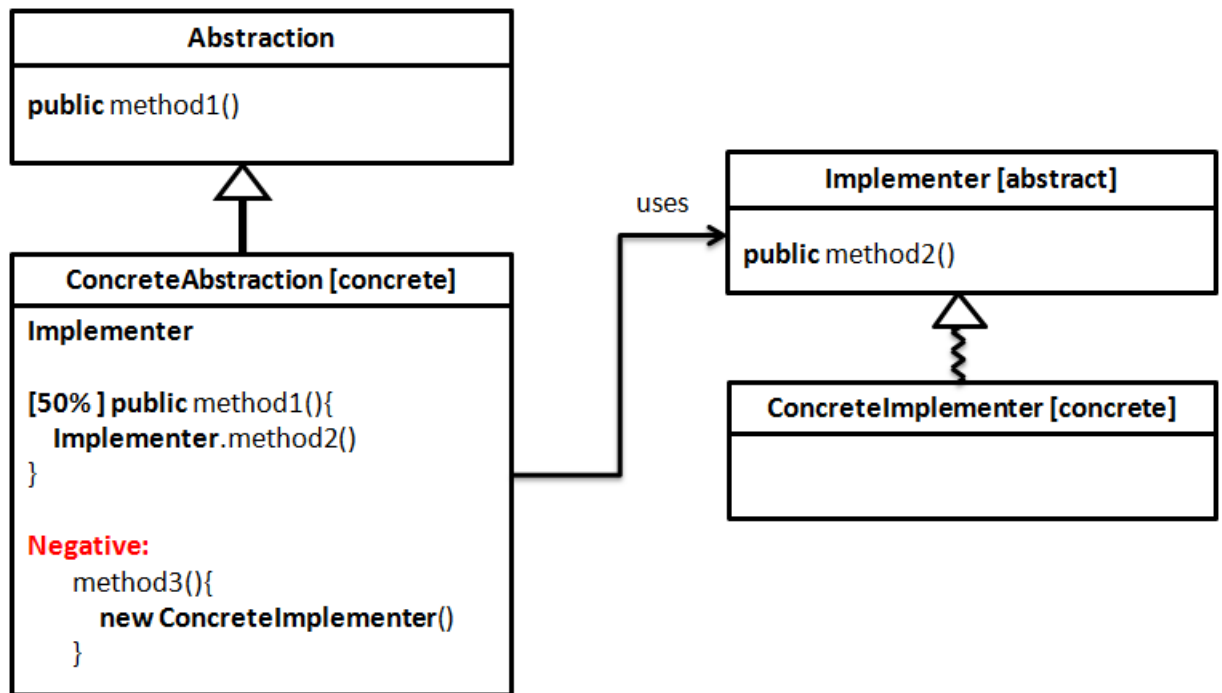 Abstraction
public method1()
ConcreteAbstraction [concrete]
Implementer
[50% ] public method1(){
Implementer.method2()
}
Negative:
method3(){
new ConcreteImplementer()
}
uses
Implementer [abstract]
public method2()
ConcreteImplementer [concrete]